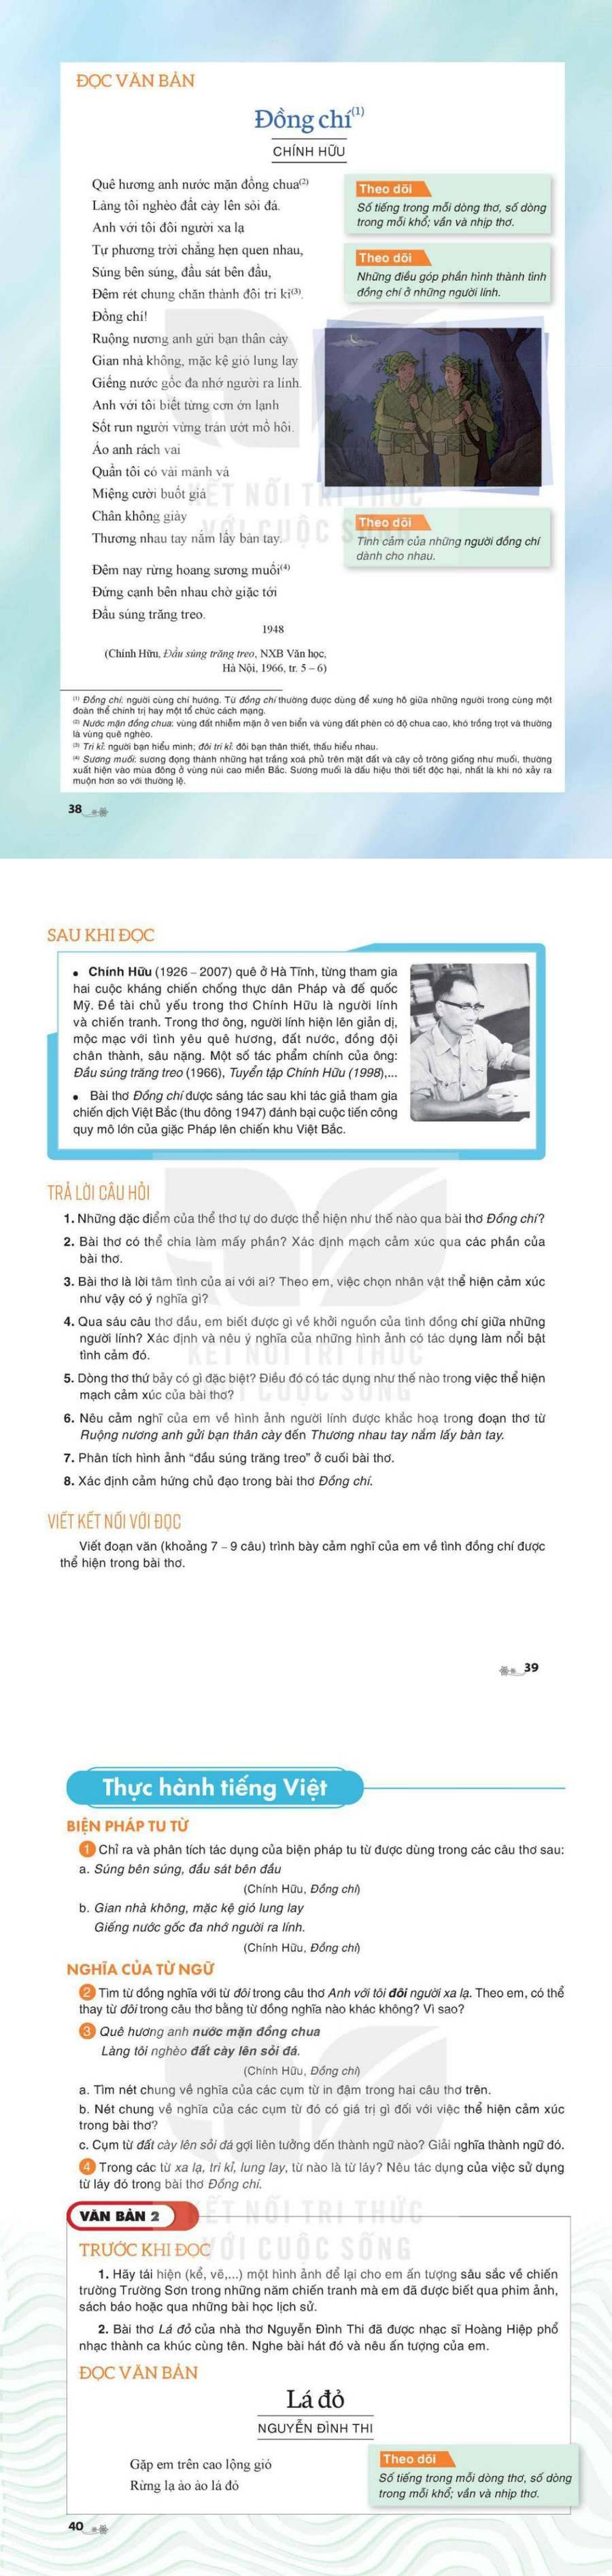 ĐỌC VĂN BẢN
Đồng chí(1)
CHÍNH HỮU
Quê hương anh nước mặn đồng chua(2)
Làng tôi nghèo đất cày lên sỏi đá.
Anh với tôi đôi người xa lạ
Tự phương trời chẳng hẹn quen nhau,
Súng bên súng, đầu sát bên đầu,
Đêm rét chung chăn thành đôi tri kỉ(3).
Đồng chí!
Ruộng nương anh gửi bạn thân cày
Gian nhà không, mặc kệ gió lung lay
Giếng nước gốc đa nhớ người ra lính.
Anh với tôi biết từng cơn ớn lạnh
Sốt run người vừng trán ướt mồ hôi.
Áo anh rách vai
Quần tôi có vài mảnh vá
Miệng cười buốt giá
Chân không giày
Thương nhau tay nắm lấy bàn tay.
Đêm nay rừng hoang sương muối(4)
Đứng cạnh bên nhau chờ giặc tới
Đầu súng trăng treo.
1948
(Chính Hữu, Đầu súng trăng treo, NXB Văn học,
Hà Nội, 1966, tr. 5 – 6)
Theo dõi
Số tiếng trong mỗi dòng thơ, số dòng
trong mỗi khổ; vần và nhịp thơ.
Theo dõi
Những điều góp phần hình thành tình
đồng chí ở những người lính.
Theo dõi
Tình cảm của những người đồng chí
dành cho nhau.
KẾT NỐI TRI THỨC
VỚI CUỘC SỐNG
(1) Đồng chí: người cùng chí hướng. Từ đồng chí thường được dùng để xưng hô giữa những người trong cùng một
đoàn thể chính trị hay một tổ chức cách mạng.
(2) Nước mặn đồng chua: vùng đất nhiễm mặn ở ven biển và vùng đất phèn có độ chua cao, khó trồng trọt và thường
là vùng quê nghèo.
(3) Tri kỉ: người bạn hiểu mình; đôi tri kỉ: đôi bạn thân thiết, thấu hiểu nhau.
(4) Sương muối: sương đọng thành những hạt trắng xoá phủ trên mặt đất và cây cỏ trông giống như muối, thường
xuất hiện vào mùa đông ở vùng núi cao miền Bắc. Sương muối là dấu hiệu thời tiết độc hại, nhất là khi nó xảy ra
muộn hơn so với thường lệ.
38
SAU KHI ĐỌC
• Chính Hữu (1926 – 2007) quê ở Hà Tĩnh, từng tham gia
hai cuộc kháng chiến chống thực dân Pháp và đế quốc
Mỹ. Đề tài chủ yếu trong thơ Chính Hữu là người lính
và chiến tranh. Trong thơ ông, người lính hiện lên giản dị,
mộc mạc với tình yêu quê hương, đất nước, đồng đội
chân thành, sâu nặng. Một số tác phẩm chính của ông:
Đầu súng trăng treo (1966), Tuyển tập Chính Hữu (1998),...
• Bài thơ Đồng chí được sáng tác sau khi tác giả tham gia
chiến dịch Việt Bắc (thu đông 1947) đánh bại cuộc tiến công
quy mô lớn của giặc Pháp lên chiến khu Việt Bắc.
TRẢ LỜI CÂU HỎI
1. Những đặc điểm của thể thơ tự do được thể hiện như thế nào qua bài thơ Đồng chí?
2. Bài thơ có thể chia làm mấy phần? Xác định mạch cảm xúc qua các phần của
bài thơ.
3. Bài thơ là lời tâm tình của ai với ai? Theo em, việc chọn nhân vật thể hiện cảm xúc
như vậy có ý nghĩa gì?
4. Qua sáu câu thơ đầu, em biết được gì về khởi nguồn của tình đồng chí giữa những
người lính? Xác định và nêu ý nghĩa của những hình ảnh có tác dụng làm nổi bật
tình cảm đó.
5. Dòng thơ thứ bảy có gì đặc biệt? Điều đó có tác dụng như thế nào trong việc thể hiện
mạch cảm xúc của bài thơ?
6. Nêu cảm nghĩ của em về hình ảnh người lính được khắc hoạ trong đoạn thơ từ
Ruộng nương anh gửi bạn thân cày đến Thương nhau tay nắm lấy bàn tay.
7. Phân tích hình ảnh “đầu súng trăng treo” ở cuối bài thơ.
8. Xác định cảm hứng chủ đạo trong bài thơ Đồng chí.
KẾT NỐI TRI THỨC
VỚI CUỘC SỐNG
VIẾT KẾT NỐI VỚI ĐỌC
Viết đoạn văn (khoảng 7 – 9 câu) trình bày cảm nghĩ của em về tình đồng chí được
thể hiện trong bài thơ.
39
Thực hành tiếng Việt
BIỆN PHÁP TU TỪ
1 Chỉ ra và phân tích tác dụng của biện pháp tu từ được dùng trong các câu thơ sau:
a. Súng bên súng, đầu sát bên đầu
(Chính Hữu, Đồng chí)
b. Gian nhà không, mặc kệ gió lung lay
Giếng nước gốc đa nhớ người ra lính.
(Chính Hữu, Đồng chí)
NGHĨA CỦA TỪ NGỮ
2 Tìm từ đồng nghĩa với từ đôi trong câu thơ Anh với tôi đôi người xa lạ. Theo em, có thể
thay từ đôi trong câu thơ bằng từ đồng nghĩa nào khác không? Vì sao?
3 Quê hương anh nước mặn đồng chua
Làng tôi nghèo đất cày lên sỏi đá.
(Chính Hữu, Đồng chí)
a. Tìm nét chung về nghĩa của các cụm từ in đậm trong hai câu thơ trên.
b. Nét chung về nghĩa của các cụm từ đó có giá trị gì đối với việc thể hiện cảm xúc
trong bài thơ?
c. Cụm từ đất cày lên sỏi đá gợi liên tưởng đến thành ngữ nào? Giải nghĩa thành ngữ đó.
4 Trong các từ xa lạ, tri kỉ, lung lay, từ nào là từ láy? Nêu tác dụng của việc sử dụng
từ láy đó trong bài thơ Đồng chí.
KẾT NỐI TRI THỨC
VỚI CUỘC SỐNG
VĂN BẢN 2
TRƯỚC KHI ĐỌC
1. Hãy tái hiện (kể, vẽ,...) một hình ảnh để lại cho em ấn tượng sâu sắc về chiến
trường Trường Sơn trong những năm chiến tranh mà em đã được biết qua phim ảnh,
sách báo hoặc qua những bài học lịch sử.
2. Bài thơ Lá đỏ của nhà thơ Nguyễn Đình Thi đã được nhạc sĩ Hoàng Hiệp phổ
nhạc thành ca khúc cùng tên. Nghe bài hát đó và nêu ấn tượng của em.
ĐỌC VĂN BẢN
Lá đỏ
NGUYỄN ĐÌNH THI
Gặp em trên cao lộng gió
Rừng lạ ào ào lá đỏ
Theo dõi
Số tiếng trong mỗi dòng thơ, số dòng
trong mỗi khổ; vần và nhịp thơ.
40